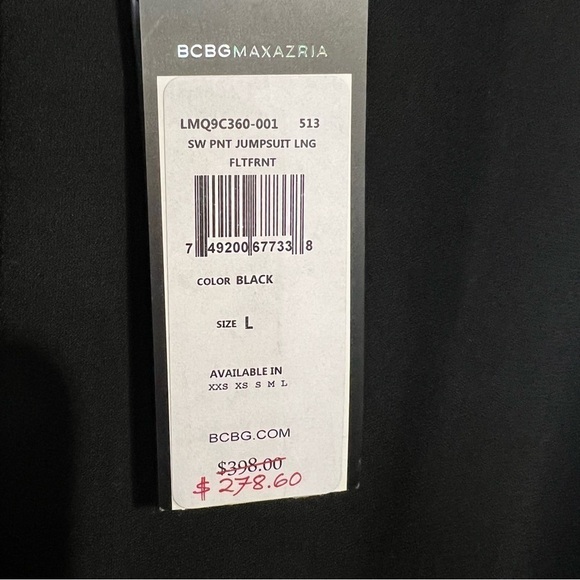 BCBGMAXAZRIA
LMQ9C360-001 513
SW PNT JUMPSUIT LNG
FLTFRNT
7 49200 67733 8
COLOR BLACK
SIZE L
AVAILABLE IN
XXS XS S M L
BCBG.COM
$398.00
$278.60